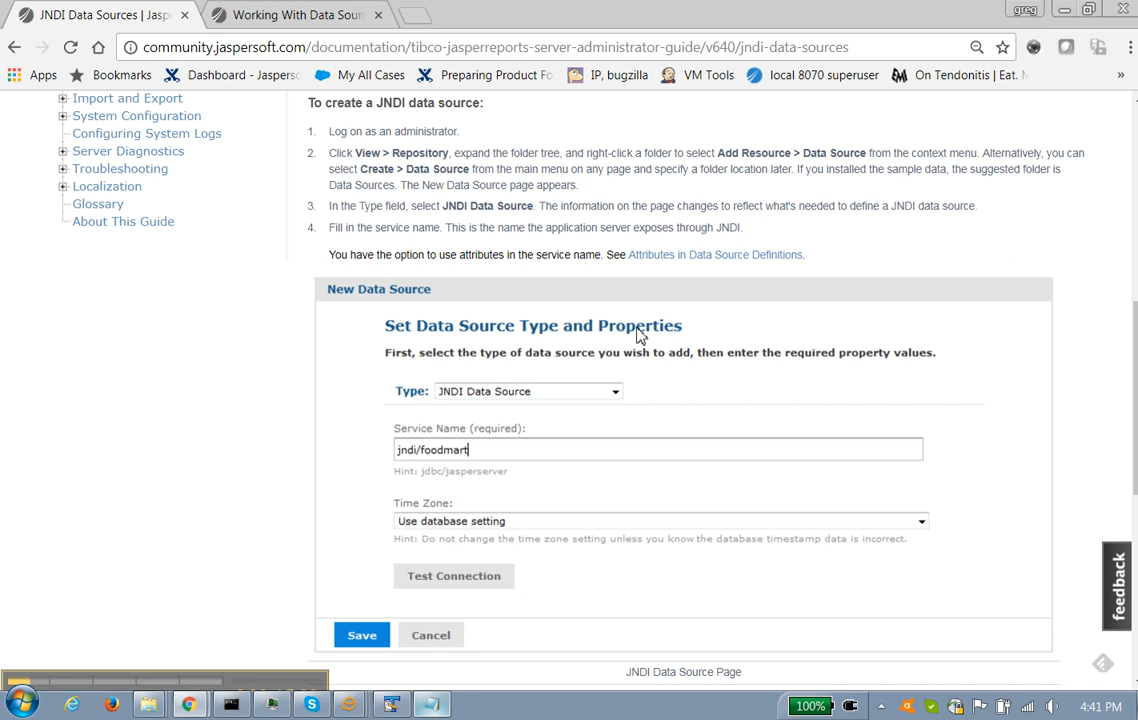 JNDI Data Sources | Jasp
Working With Data Sour
greg
community.jaspersoft.com/documentation/tibco-jasperreports-server-administrator-guide/v640/jndi-data-sources
Apps
Bookmarks
Dashboard - Jasperso
My All Cases
Preparing Product Fo
IP, bugzilla
VM Tools
local 8070 superuser
On Tendonitis | Eat. M
»
Import and Export
System Configuration
Configuring System Logs
Server Diagnostics
Troubleshooting
Localization
Glossary
About This Guide
To create a JNDI data source:
1. Log on as an administrator.
2. Click View > Repository, expand the folder tree, and right-click a folder to select Add Resource > Data Source from the context menu. Alternatively, you can
select Create > Data Source from the main menu on any page and specify a folder location later. If you installed the sample data, the suggested folder is
Data Sources. The New Data Source page appears.
3. In the Type field, select JNDI Data Source. The information on the page changes to reflect what's needed to define a JNDI data source.
4. Fill in the service name. This is the name the application server exposes through JNDI.
You have the option to use attributes in the service name. See Attributes in Data Source Definitions.
New Data Source
Set Data Source Type and Properties
First, select the type of data source you wish to add, then enter the required property values.
Type: JNDI Data Source
Service Name (required):
jndi/foodmart
Hint: jdbc/jasperserver
Time Zone:
Use database setting
Hint: Do not change the time zone setting unless you know the database timestamp data is incorrect.
Test Connection
Save
Cancel
JNDI Data Source Page
feedback
100%
4:41 PM